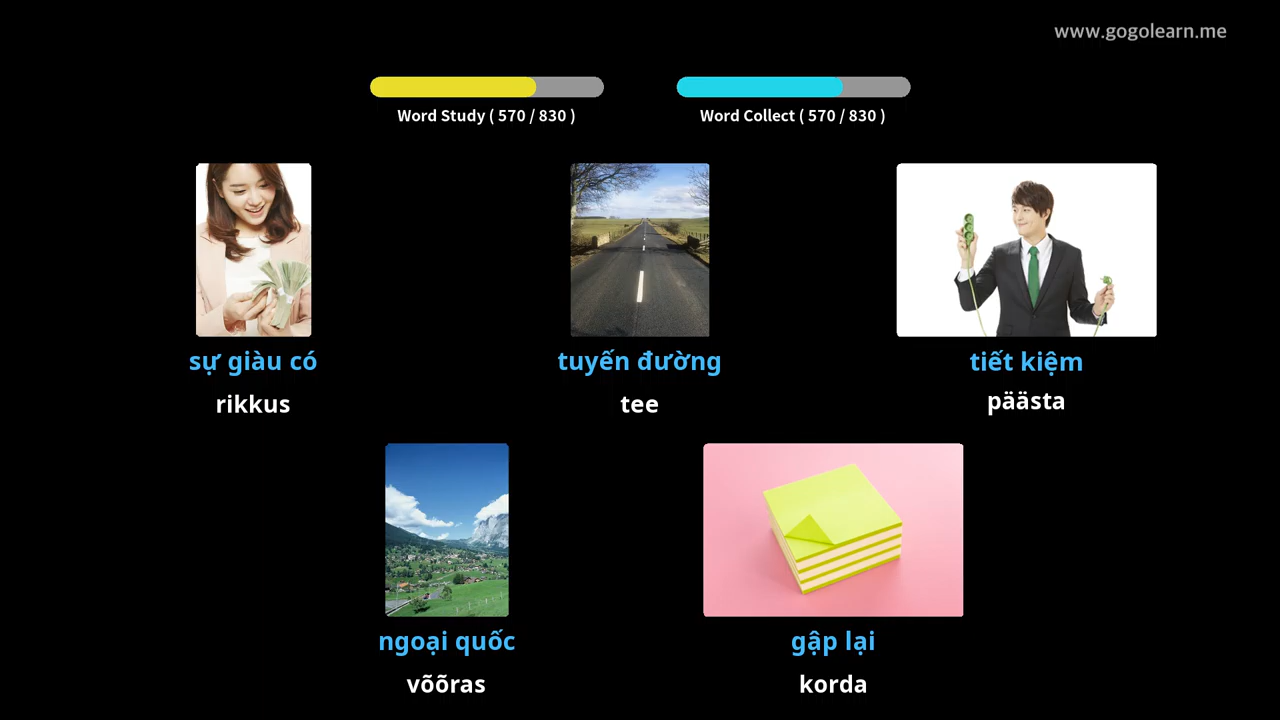 www.gogolearn.me
Word Study ( 570 / 830 )
Word Collect ( 570 / 830 )
sự giàu có
tuyến đường
tiết kiệm
rikkus
tee
päästa
ngoại quốc
gập lại
võõras
korda